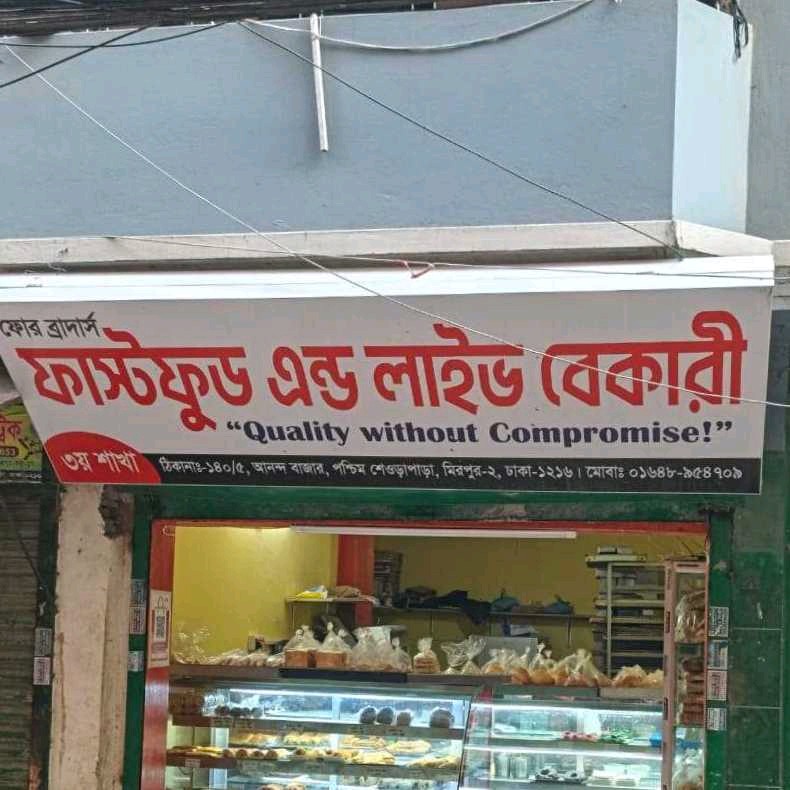 ফোর ব্রাদার্স
ফাস্টফুড এন্ড লাইভ বেকারী
“Quality without Compromise!”
৩য় শাখা
ঠিকানাঃ-১৪০/৫, আনন্দ বাজার, পশ্চিম শেওড়াপাড়া, মিরপুর-২, ঢাকা-১২১৬। মোবাঃ ০১৬৪৮-৯৫৪৭০৯